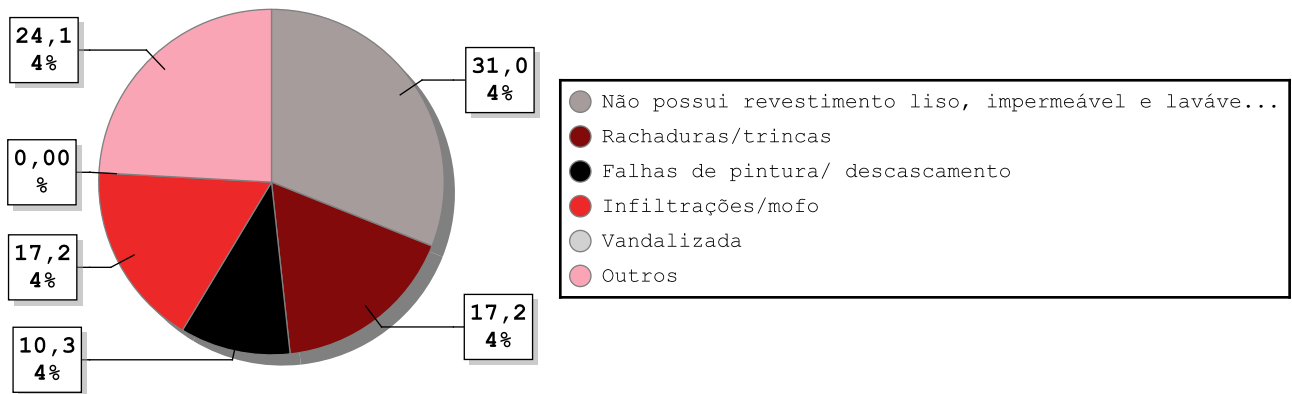 24,1
4%
31,0
4%
0,00
%
17,2
4%
10,3
4%
17,2
4%
Não possui revestimento liso, impermeável e laváve...
Rachaduras/trincas
Falhas de pintura/ descascamento
Infiltrações/mofo
Vandalizada
Outros